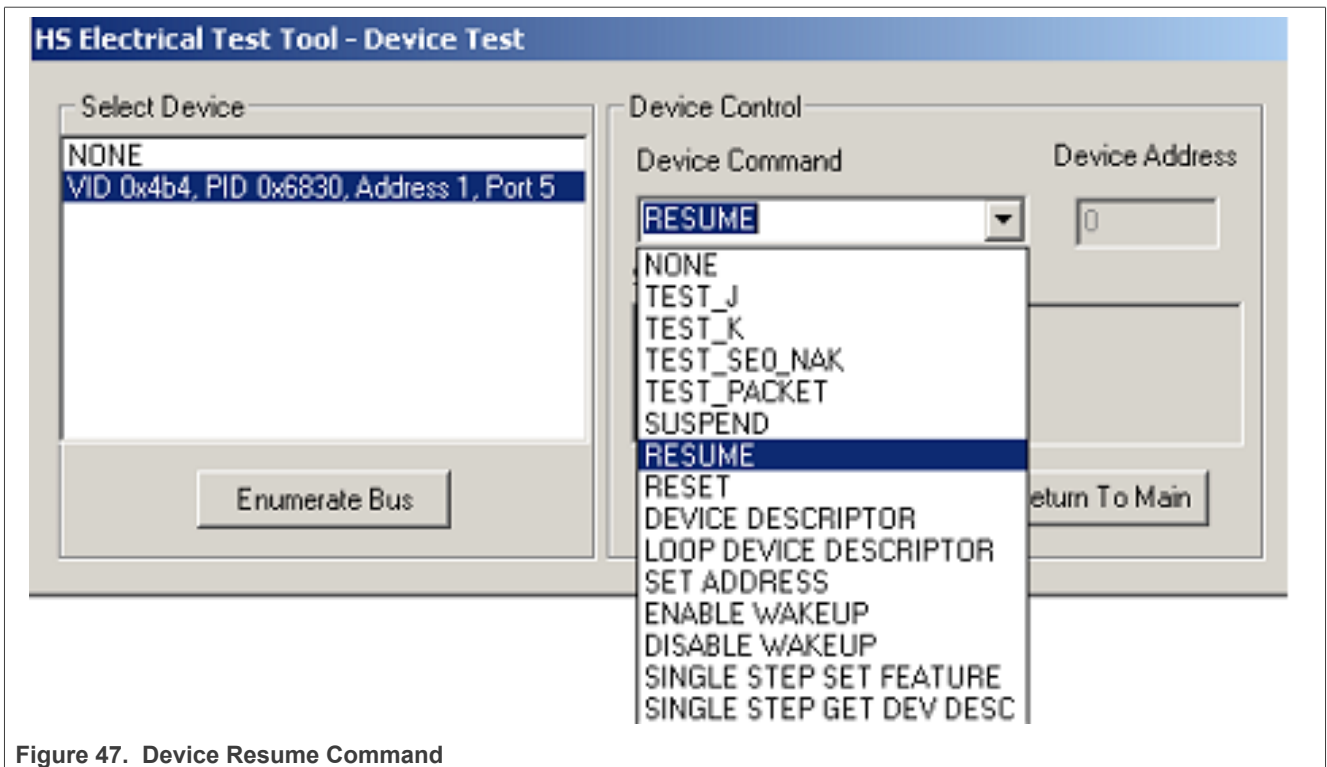 HS Electrical Test Tool - Device Test
Select Device
NONE
VID 0x4b4, PID 0x6830, Address 1, Port 5
Enumerate Bus
Device Control
Device Command
Device Address
RESUME
0
NONE
TEST_J
TEST_K
TEST_SE0_NAK
TEST_PACKET
SUSPEND
RESUME
RESET
DEVICE DESCRIPTOR
LOOP DEVICE DESCRIPTOR
SET ADDRESS
ENABLE WAKEUP
DISABLE WAKEUP
SINGLE STEP SET FEATURE
SINGLE STEP GET DEV DESC
eturn To Main
Figure 47. Device Resume Command